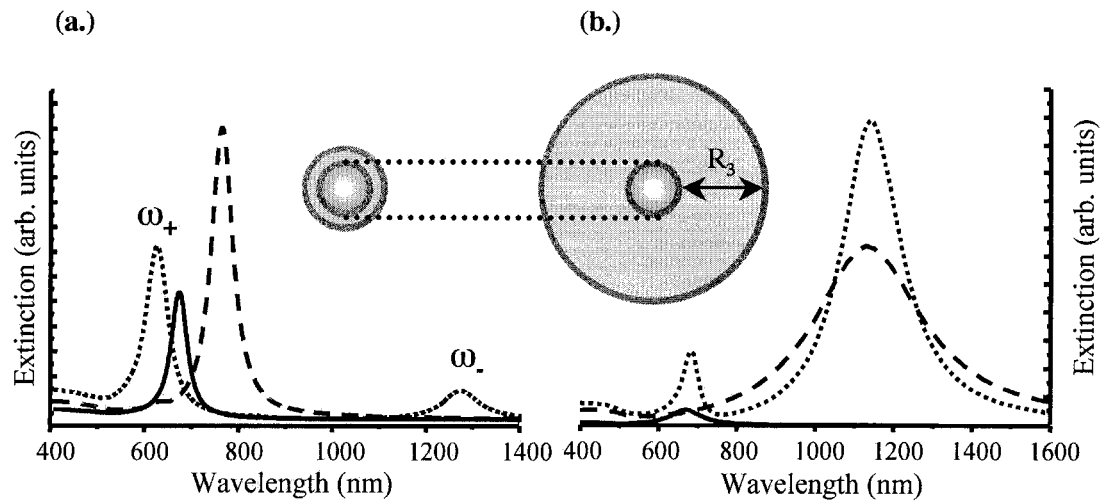 (a.)
(b.)
Extinction (arb. units)
ω+
ω-
R3
400 600 800 1000 1200 1400
Wavelength (nm)
400 600 800 1000 1200 1400 1600
Wavelength (nm)
Extinction (arb. units)